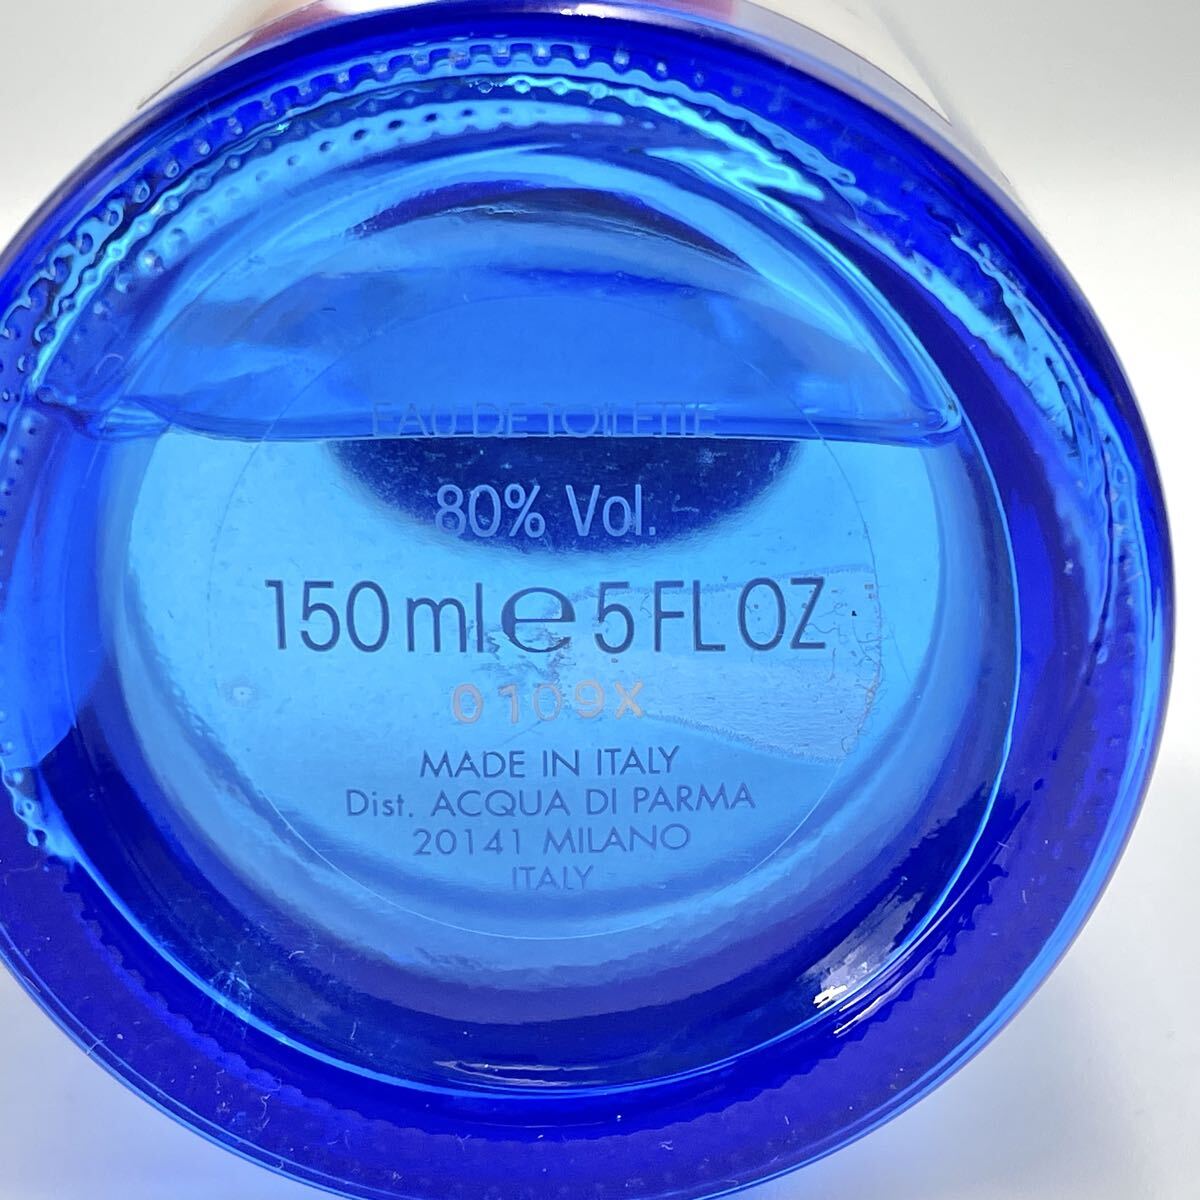 EAU DE TOILETTE
80% Vol.
150 ml e 5 FL OZ
0109X
MADE IN ITALY
Dist. ACQUA DI PARMA
20141 MILANO
ITALY